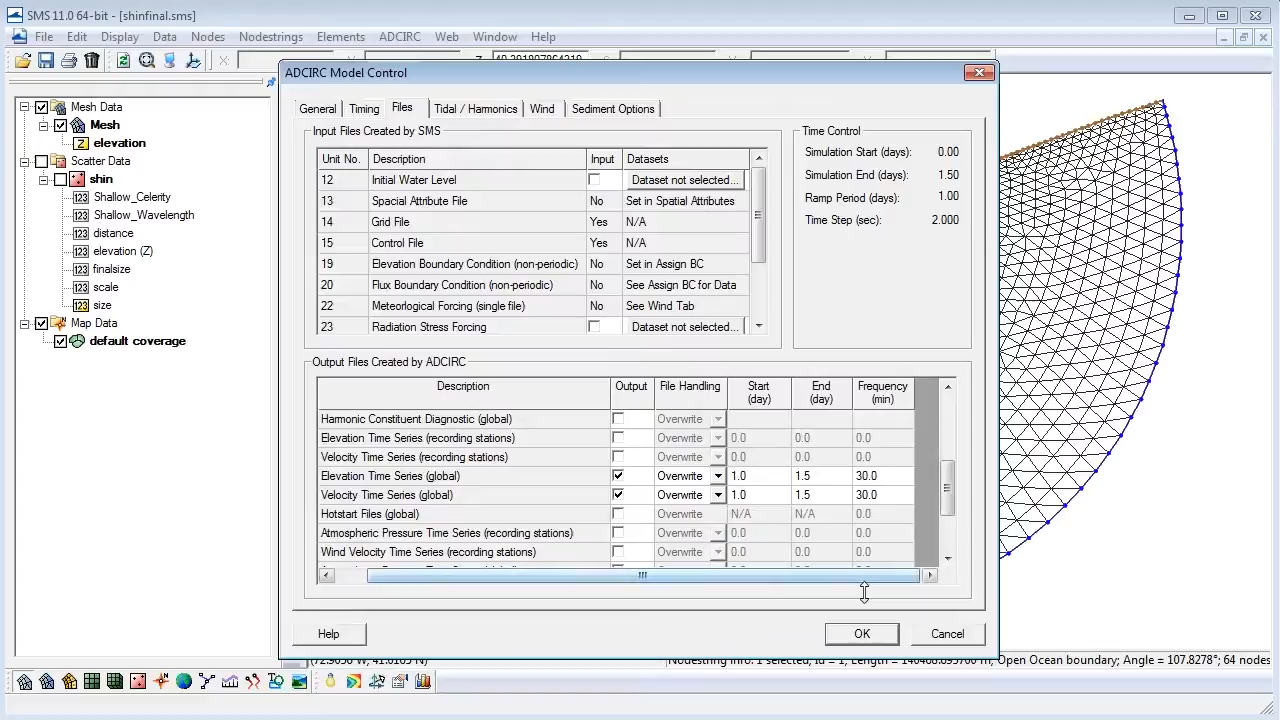 SMS 11.0 64-bit - [shinfinal.sms]
File Edit Display Data Nodes Nodestrings Elements ADCIRC Web Window Help
ADCIRC Model Control
General Timing Files Tidal / Harmonics Wind Sediment Options
Mesh Data
Mesh
Z elevation
Scatter Data
shin
123 Shallow_Celerity
123 Shallow_Wavelength
123 distance
123 elevation (Z)
123 finalsize
123 scale
123 size
Map Data
default coverage
Input Files Created by SMS
Unit No. Description Input Datasets
12 Initial Water Level Dataset not selected...
13 Spacial Attribute File No Set in Spatial Attributes
14 Grid File Yes N/A
15 Control File Yes N/A
19 Elevation Boundary Condition (non-periodic) No Set in Assign BC
20 Flux Boundary Condition (non-periodic) No See Assign BC for Data
22 Meteorlogical Forcing (single file) No See Wind Tab
23 Radiation Stress Forcing Dataset not selected...
Time Control
Simulation Start (days): 0.00
Simulation End (days): 1.50
Ramp Period (days): 1.00
Time Step (sec): 2.000
Output Files Created by ADCIRC
Description Output File Handling Start (day) End (day) Frequency (min)
Harmonic Constituent Diagnostic (global) Overwrite
Elevation Time Series (recording stations) Overwrite 0.0 0.0 0.0
Velocity Time Series (recording stations) Overwrite 0.0 0.0 0.0
Elevation Time Series (global) Overwrite 1.0 1.5 30.0
Velocity Time Series (global) Overwrite 1.0 1.5 30.0
Hotstart Files (global) Overwrite N/A N/A 0.0
Atmospheric Pressure Time Series (recording stations) Overwrite 0.0 0.0 0.0
Wind Velocity Time Series (recording stations) Overwrite 0.0 0.0 0.0
Help OK Cancel
Open Ocean boundary; Angle = 107.8278°; 64 nodes